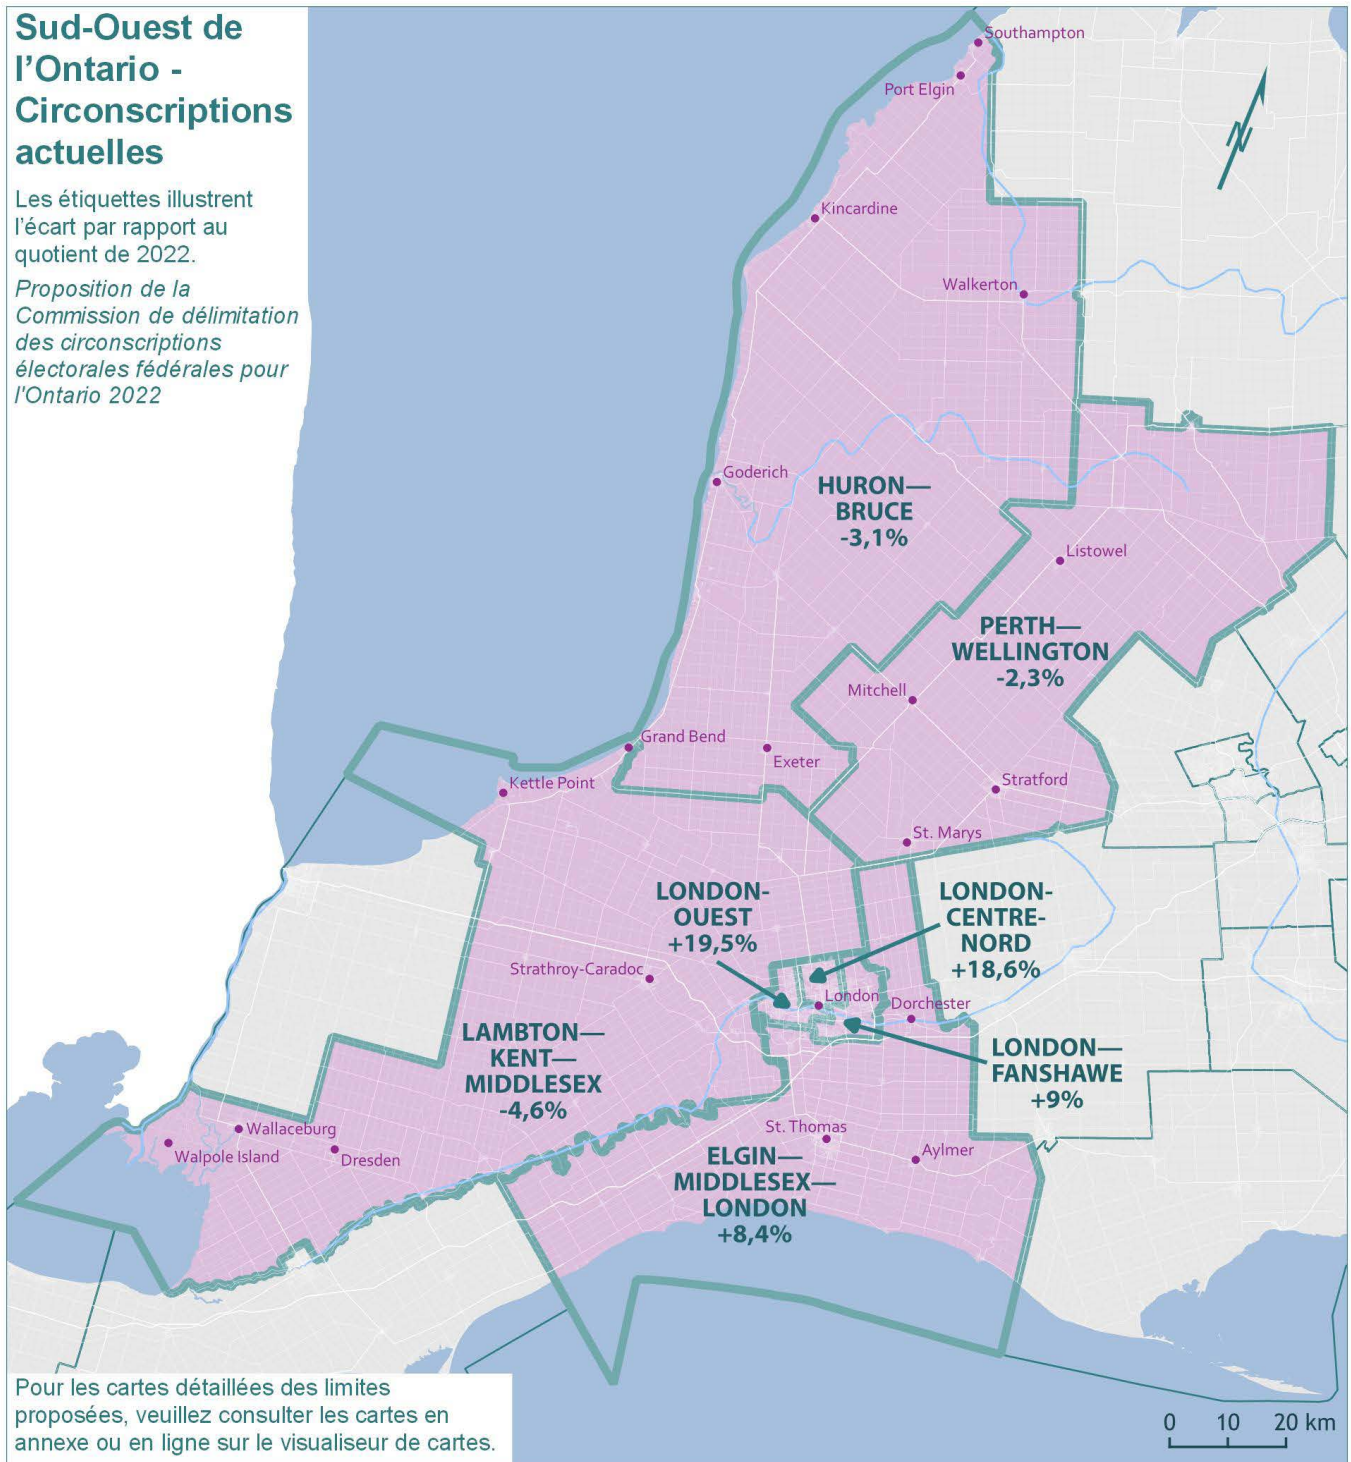 Sud-Ouest de
l’Ontario -
Circonscriptions
actuelles
Les étiquettes illustrent
l’écart par rapport au
quotient de 2022.
Proposition de la
Commission de délimitation
des circonscriptions
électorales fédérales pour
l'Ontario 2022
Southampton
Port Elgin
Kincardine
Walkerton
Goderich
HURON—
BRUCE
-3,1%
Listowel
PERTH—
WELLINGTON
-2,3%
Mitchell
Grand Bend
Exeter
Kettle Point
Stratford
St. Marys
LONDON-
OUEST
+19,5%
LONDON-
CENTRE-
NORD
+18,6%
Strathroy-Caradoc
London
Dorchester
LAMBTON—
KENT—
MIDDLESEX
-4,6%
LONDON—
FANSHAWE
+9%
Wallaceburg
Walpole Island
Dresden
St. Thomas
Aylmer
ELGIN—
MIDDLESEX—
LONDON
+8,4%
Pour les cartes détaillées des limites
proposées, veuillez consulter les cartes en
annexe ou en ligne sur le visualiseur de cartes.
0 10 20 km
N